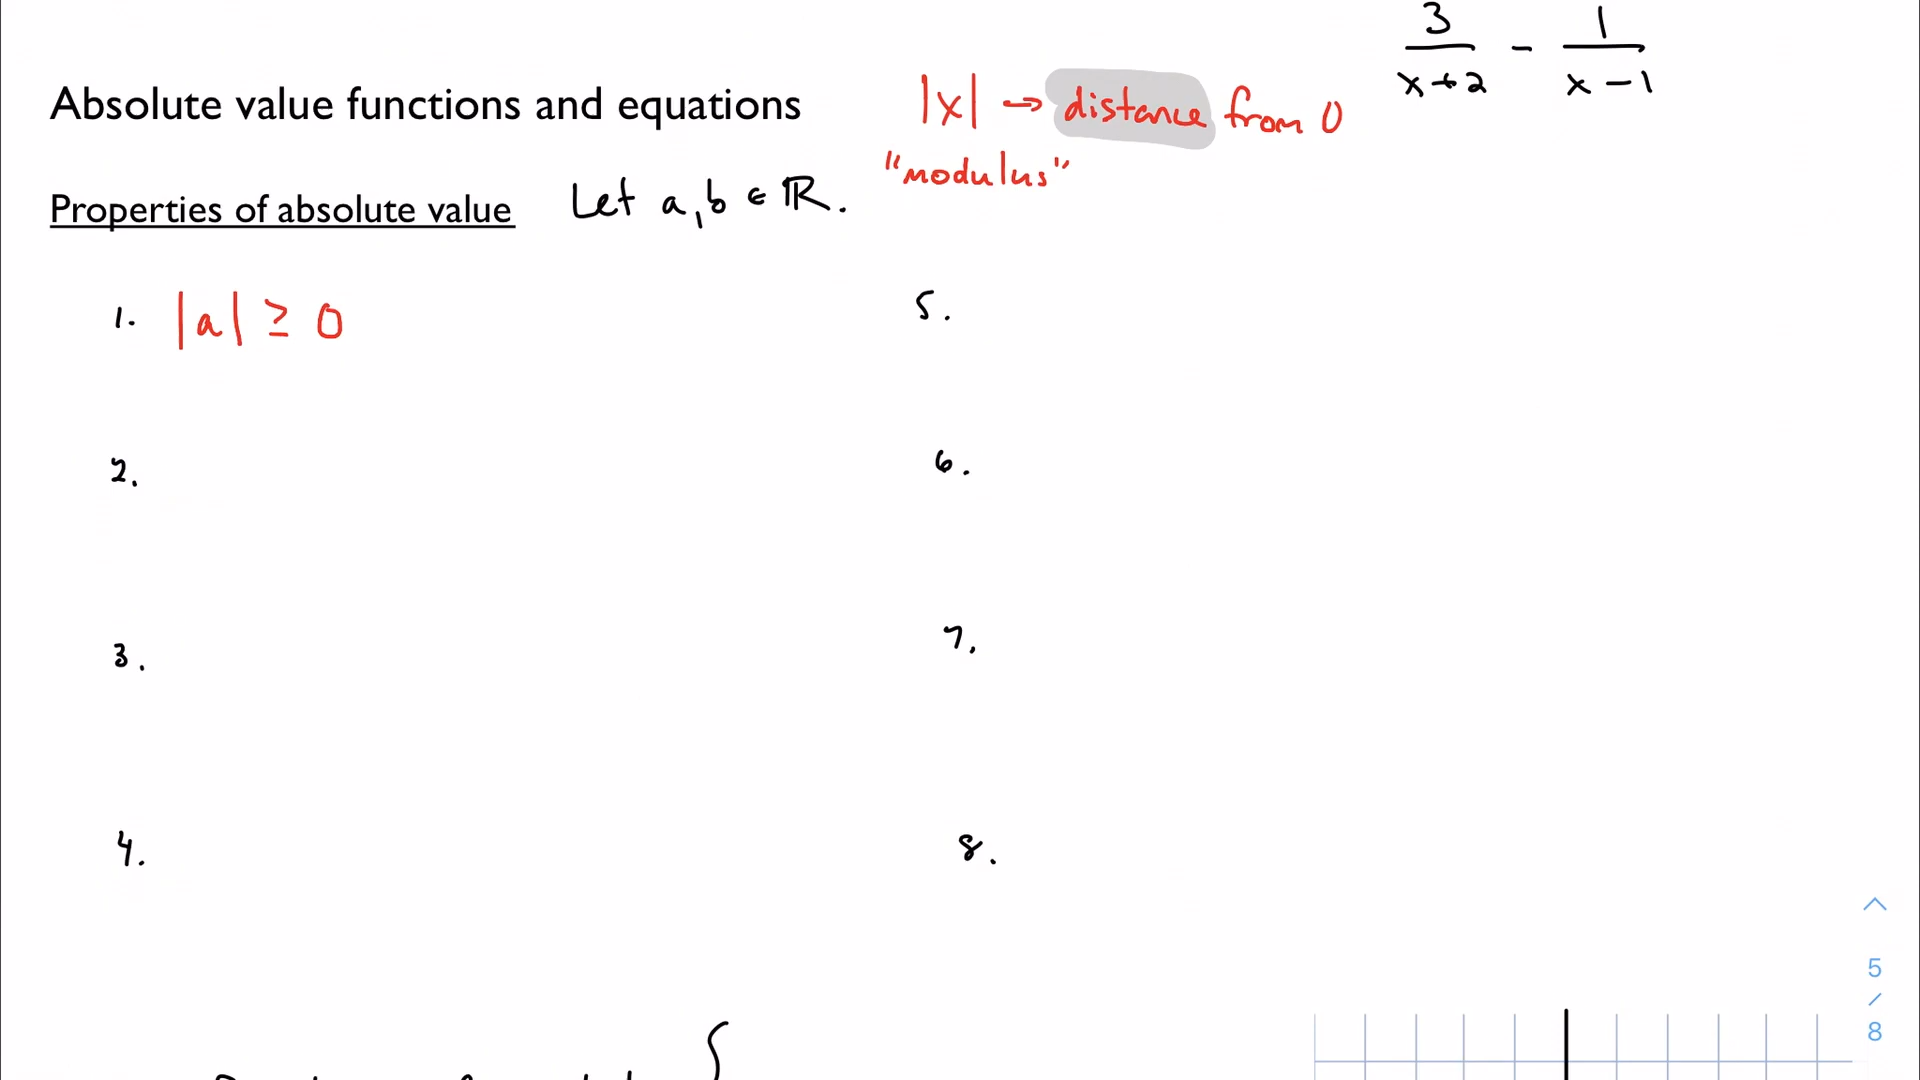 3/(x+2) - 1/(x-1)
Absolute value functions and equations
|x| → distance from 0
"modulus"
Properties of absolute value Let a,b ∈ ℝ.
1. |a| ≥ 0
2.
3.
4.
5.
6.
7.
8.
5
/
8